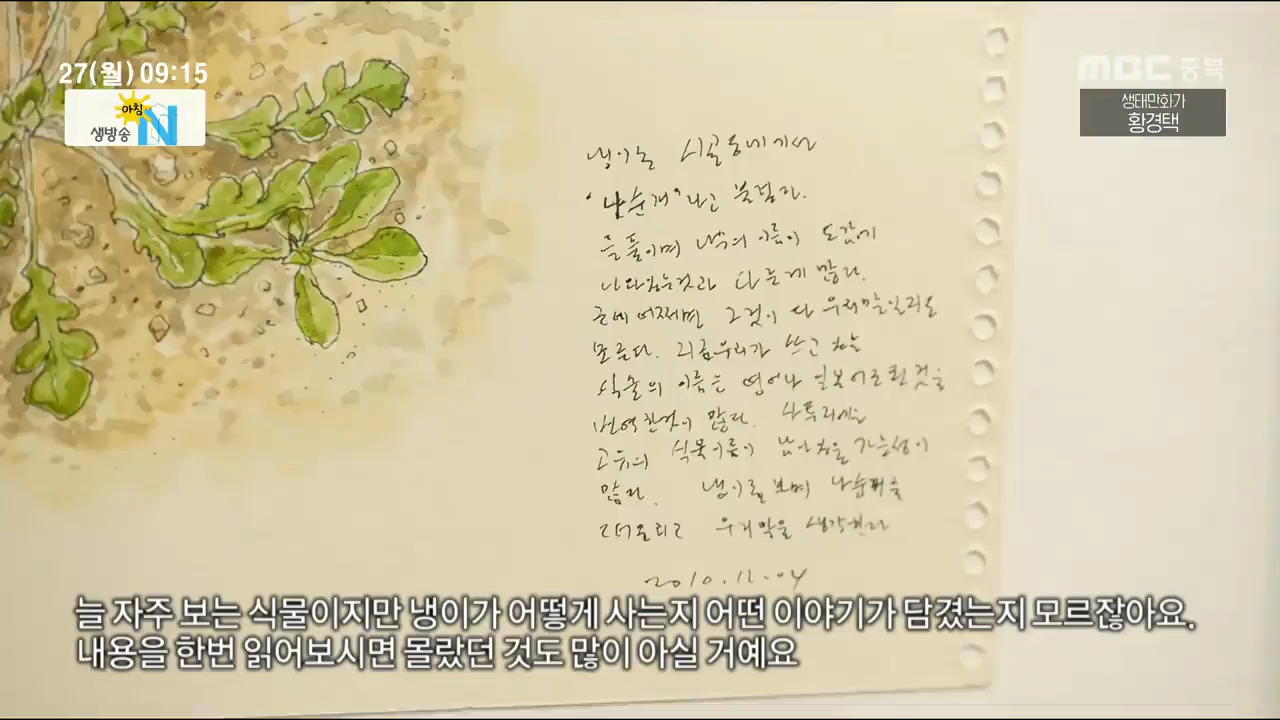 27(월) 09:15
아침
생방송 N
MBC 충북
생태만화가
황경택
냉이는 시골동네에서
'나순개'라고 불렀다.
들풀이며 나무의 이름이 도감에
나와있는것과 다른게 많다.
근데 어쩌면 그것이 다 우리말일지도
모른다. 지금 우리가 쓰고 있는
식물의 이름은 영어나 일본어로 된 것을
번역한것이 많다. 사투리에는
고유의 식물이름이 남아있을 가능성이
많다. 냉이를 보며 나순개를
떠올리고 우리말을 생각한다
2010.12.04
늘 자주 보는 식물이지만 냉이가 어떻게 사는지 어떤 이야기가 담겼는지 모르잖아요.
내용을 한번 읽어보시면 몰랐던 것도 많이 아실 거예요